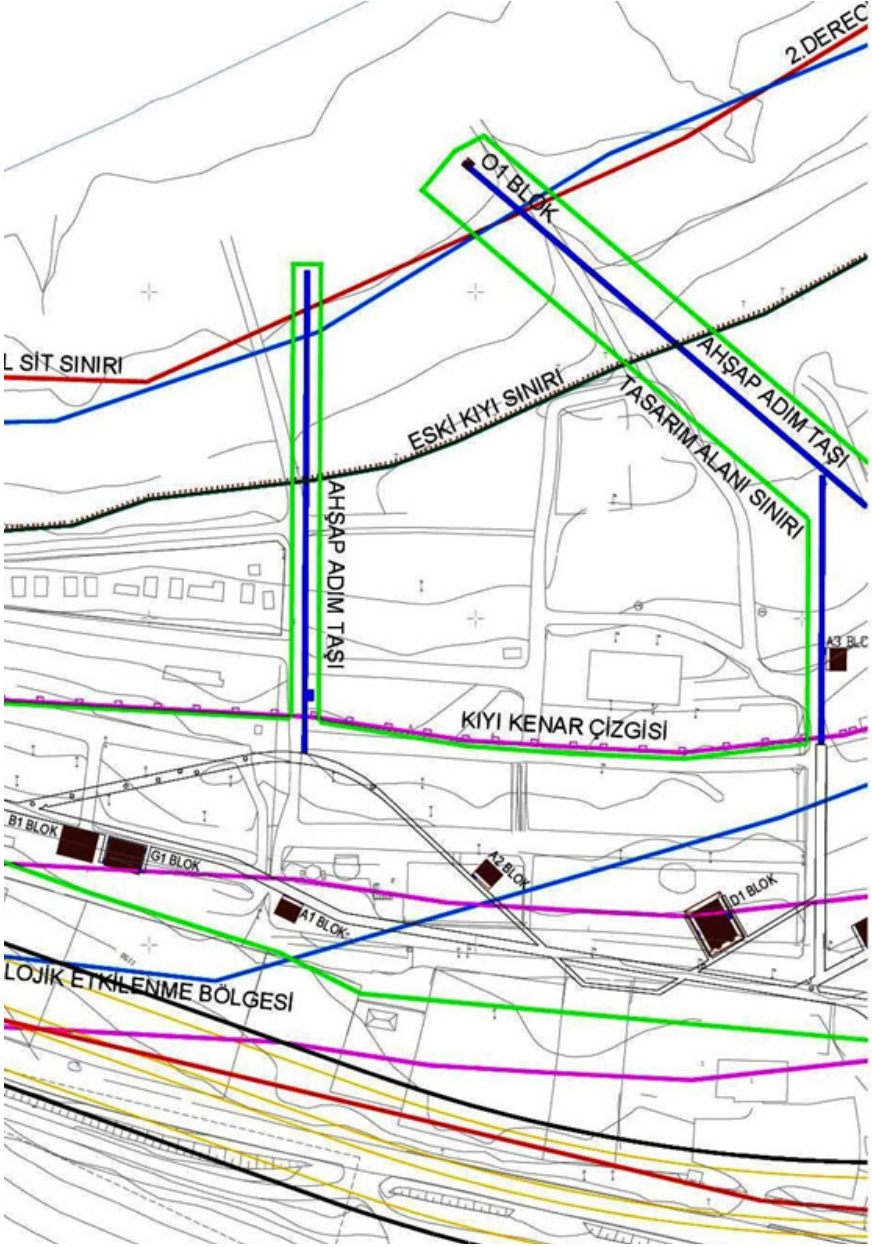 2.DEREC
O1 BLOK
L SİT SINIRI
ESKİ KIYI SINIRI
AHŞAP ADIM TAŞI
TASARIM ALANI SINIRI
AHŞAP ADIM TAŞI
A3 BLC
KIYI KENAR ÇİZGİSİ
B1 BLOK
G1 BLOK
A2 BLOK
D1 BLOK
A1 BLOK
LOJİK ETKİLENME BÖLGESİ